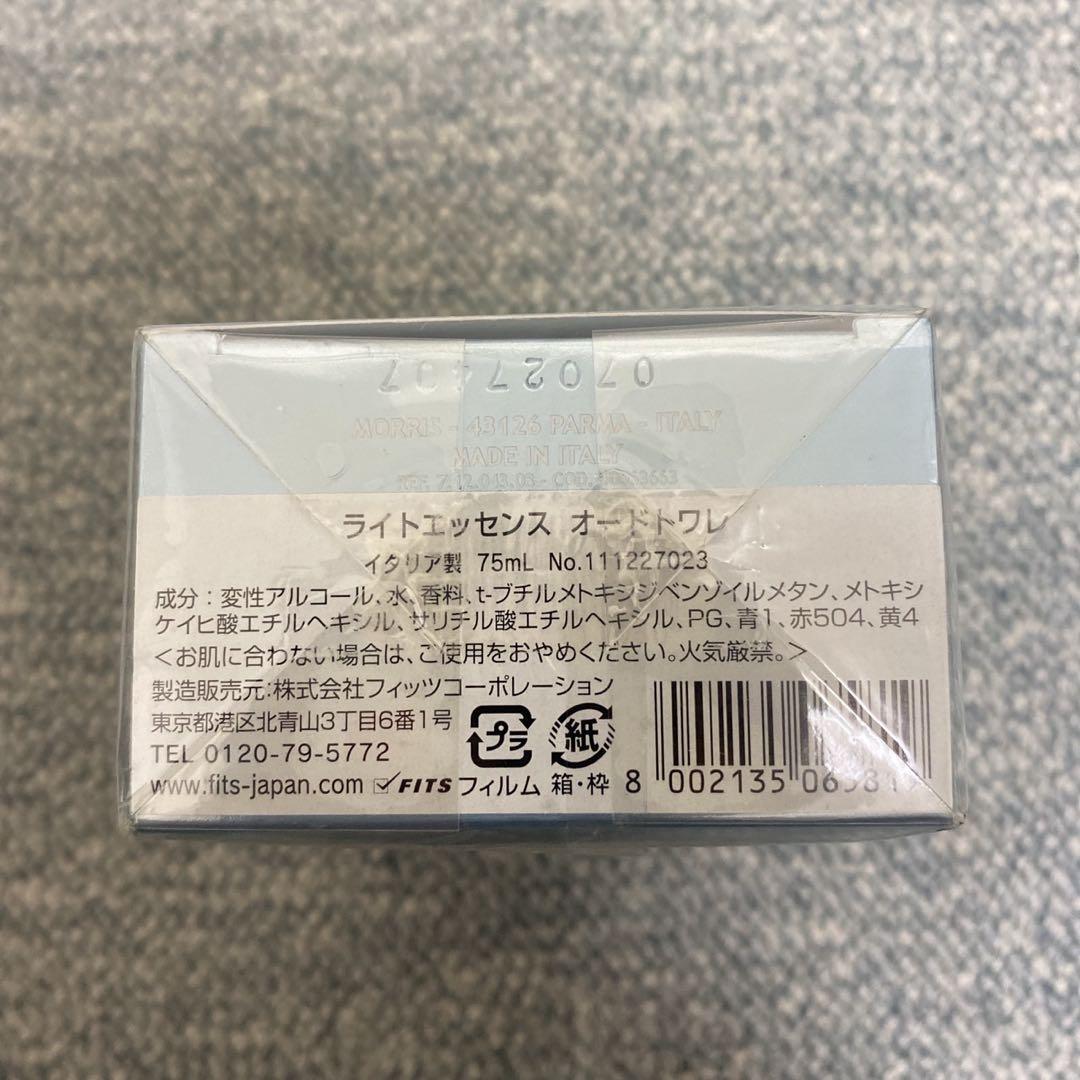 07027407
MORRIS - 43126 PARMA - ITALY
MADE IN ITALY
REF. 7.12.043.03 - COD.
ライトエッセンス オードトワレ
イタリア製 75mL No.111227023
成分：変性アルコール、水、香料、t-ブチルメトキシジベンゾイルメタン、メトキシ
ケイヒ酸エチルヘキシル、サリチル酸エチルヘキシル、PG、青1、赤504、黄4
＜お肌に合わない場合は、ご使用をおやめください。火気厳禁。＞
製造販売元：株式会社フィッツコーポレーション
東京都港区北青山3丁目6番1号
TEL 0120-79-5772
www.fits-japan.com FITS
プラ フィルム
紙 箱・枠
8 002135